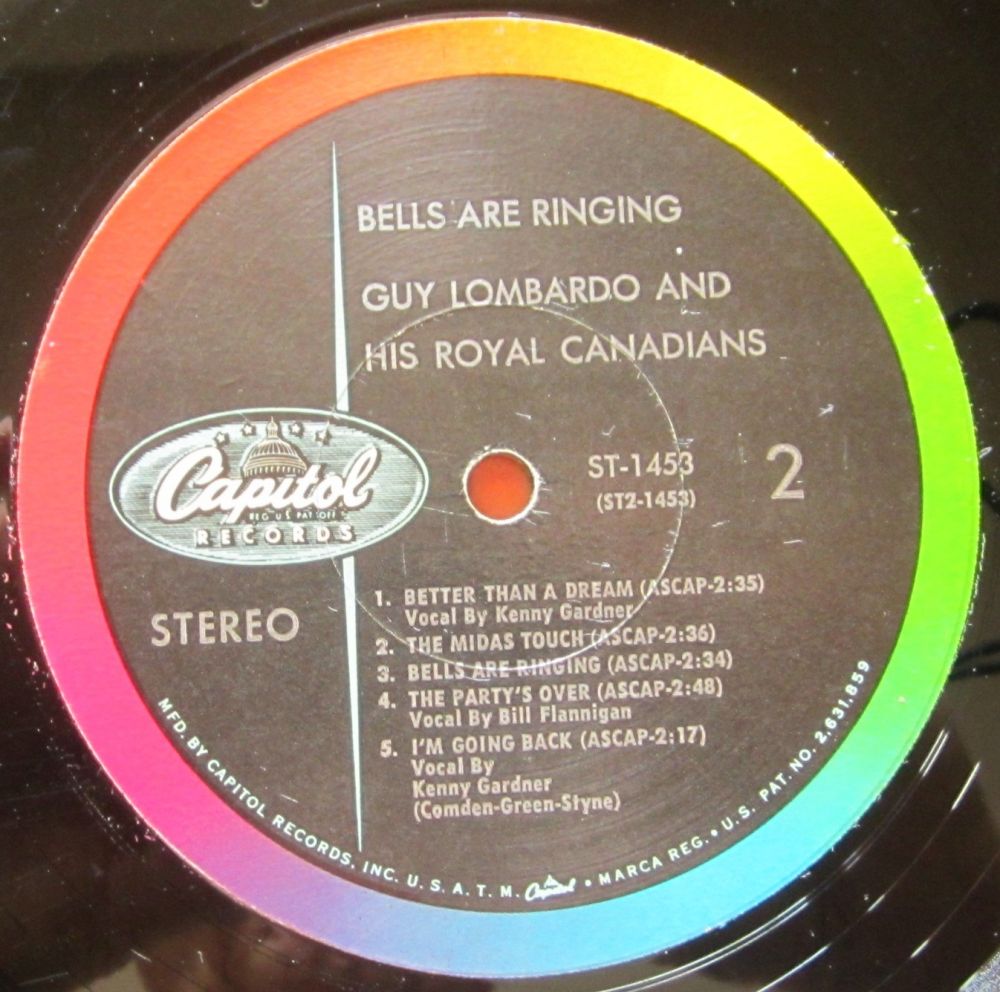 BELLS ARE RINGING
GUY LOMBARDO AND
HIS ROYAL CANADIANS
Capitol
REG. U.S. PAT. OFF.
RECORDS
ST-1453
(ST2-1453)
2
STEREO
1. BETTER THAN A DREAM (ASCAP-2:35)
Vocal By Kenny Gardner
2. THE MIDAS TOUCH (ASCAP-2:36)
3. BELLS ARE RINGING (ASCAP-2:34)
4. THE PARTY'S OVER (ASCAP-2:48)
Vocal By Bill Flannigan
5. I'M GOING BACK (ASCAP-2:17)
Vocal By
Kenny Gardner
(Comden-Green-Styne)
MFD. BY CAPITOL RECORDS, INC. U.S.A. T.M. Capitol • MARCA REG. • U.S. PAT. NO. 2,631,859